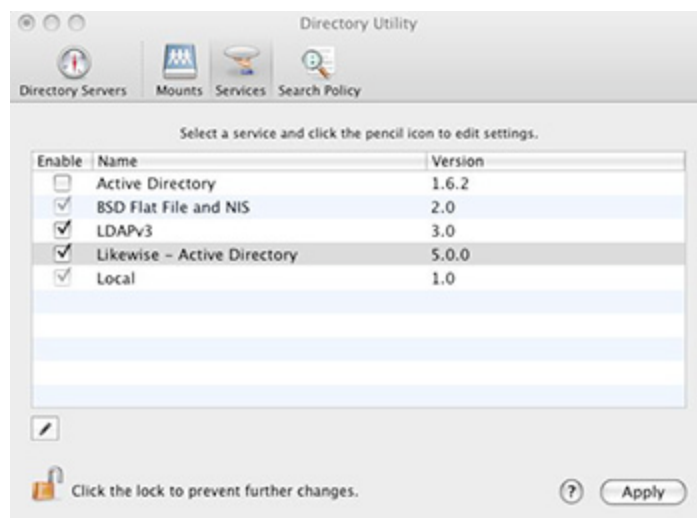 Directory Utility
Directory Servers Mounts Services Search Policy
Select a service and click the pencil icon to edit settings.
Enable Name Version
Active Directory 1.6.2
BSD Flat File and NIS 2.0
LDAPv3 3.0
Likewise – Active Directory 5.0.0
Local 1.0
Click the lock to prevent further changes. ? Apply